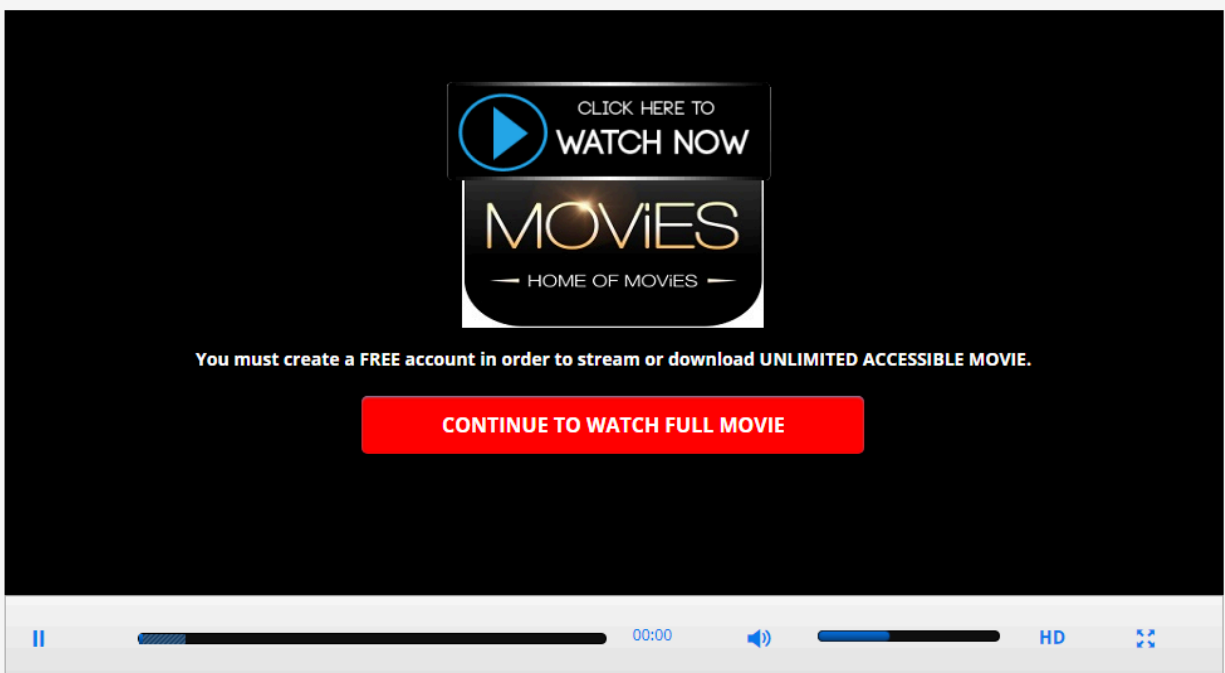 CLICK HERE TO
WATCH NOW
MOViES
HOME OF MOViES
You must create a FREE account in order to stream or download UNLIMITED ACCESSIBLE MOVIE.
CONTINUE TO WATCH FULL MOVIE
00:00
HD